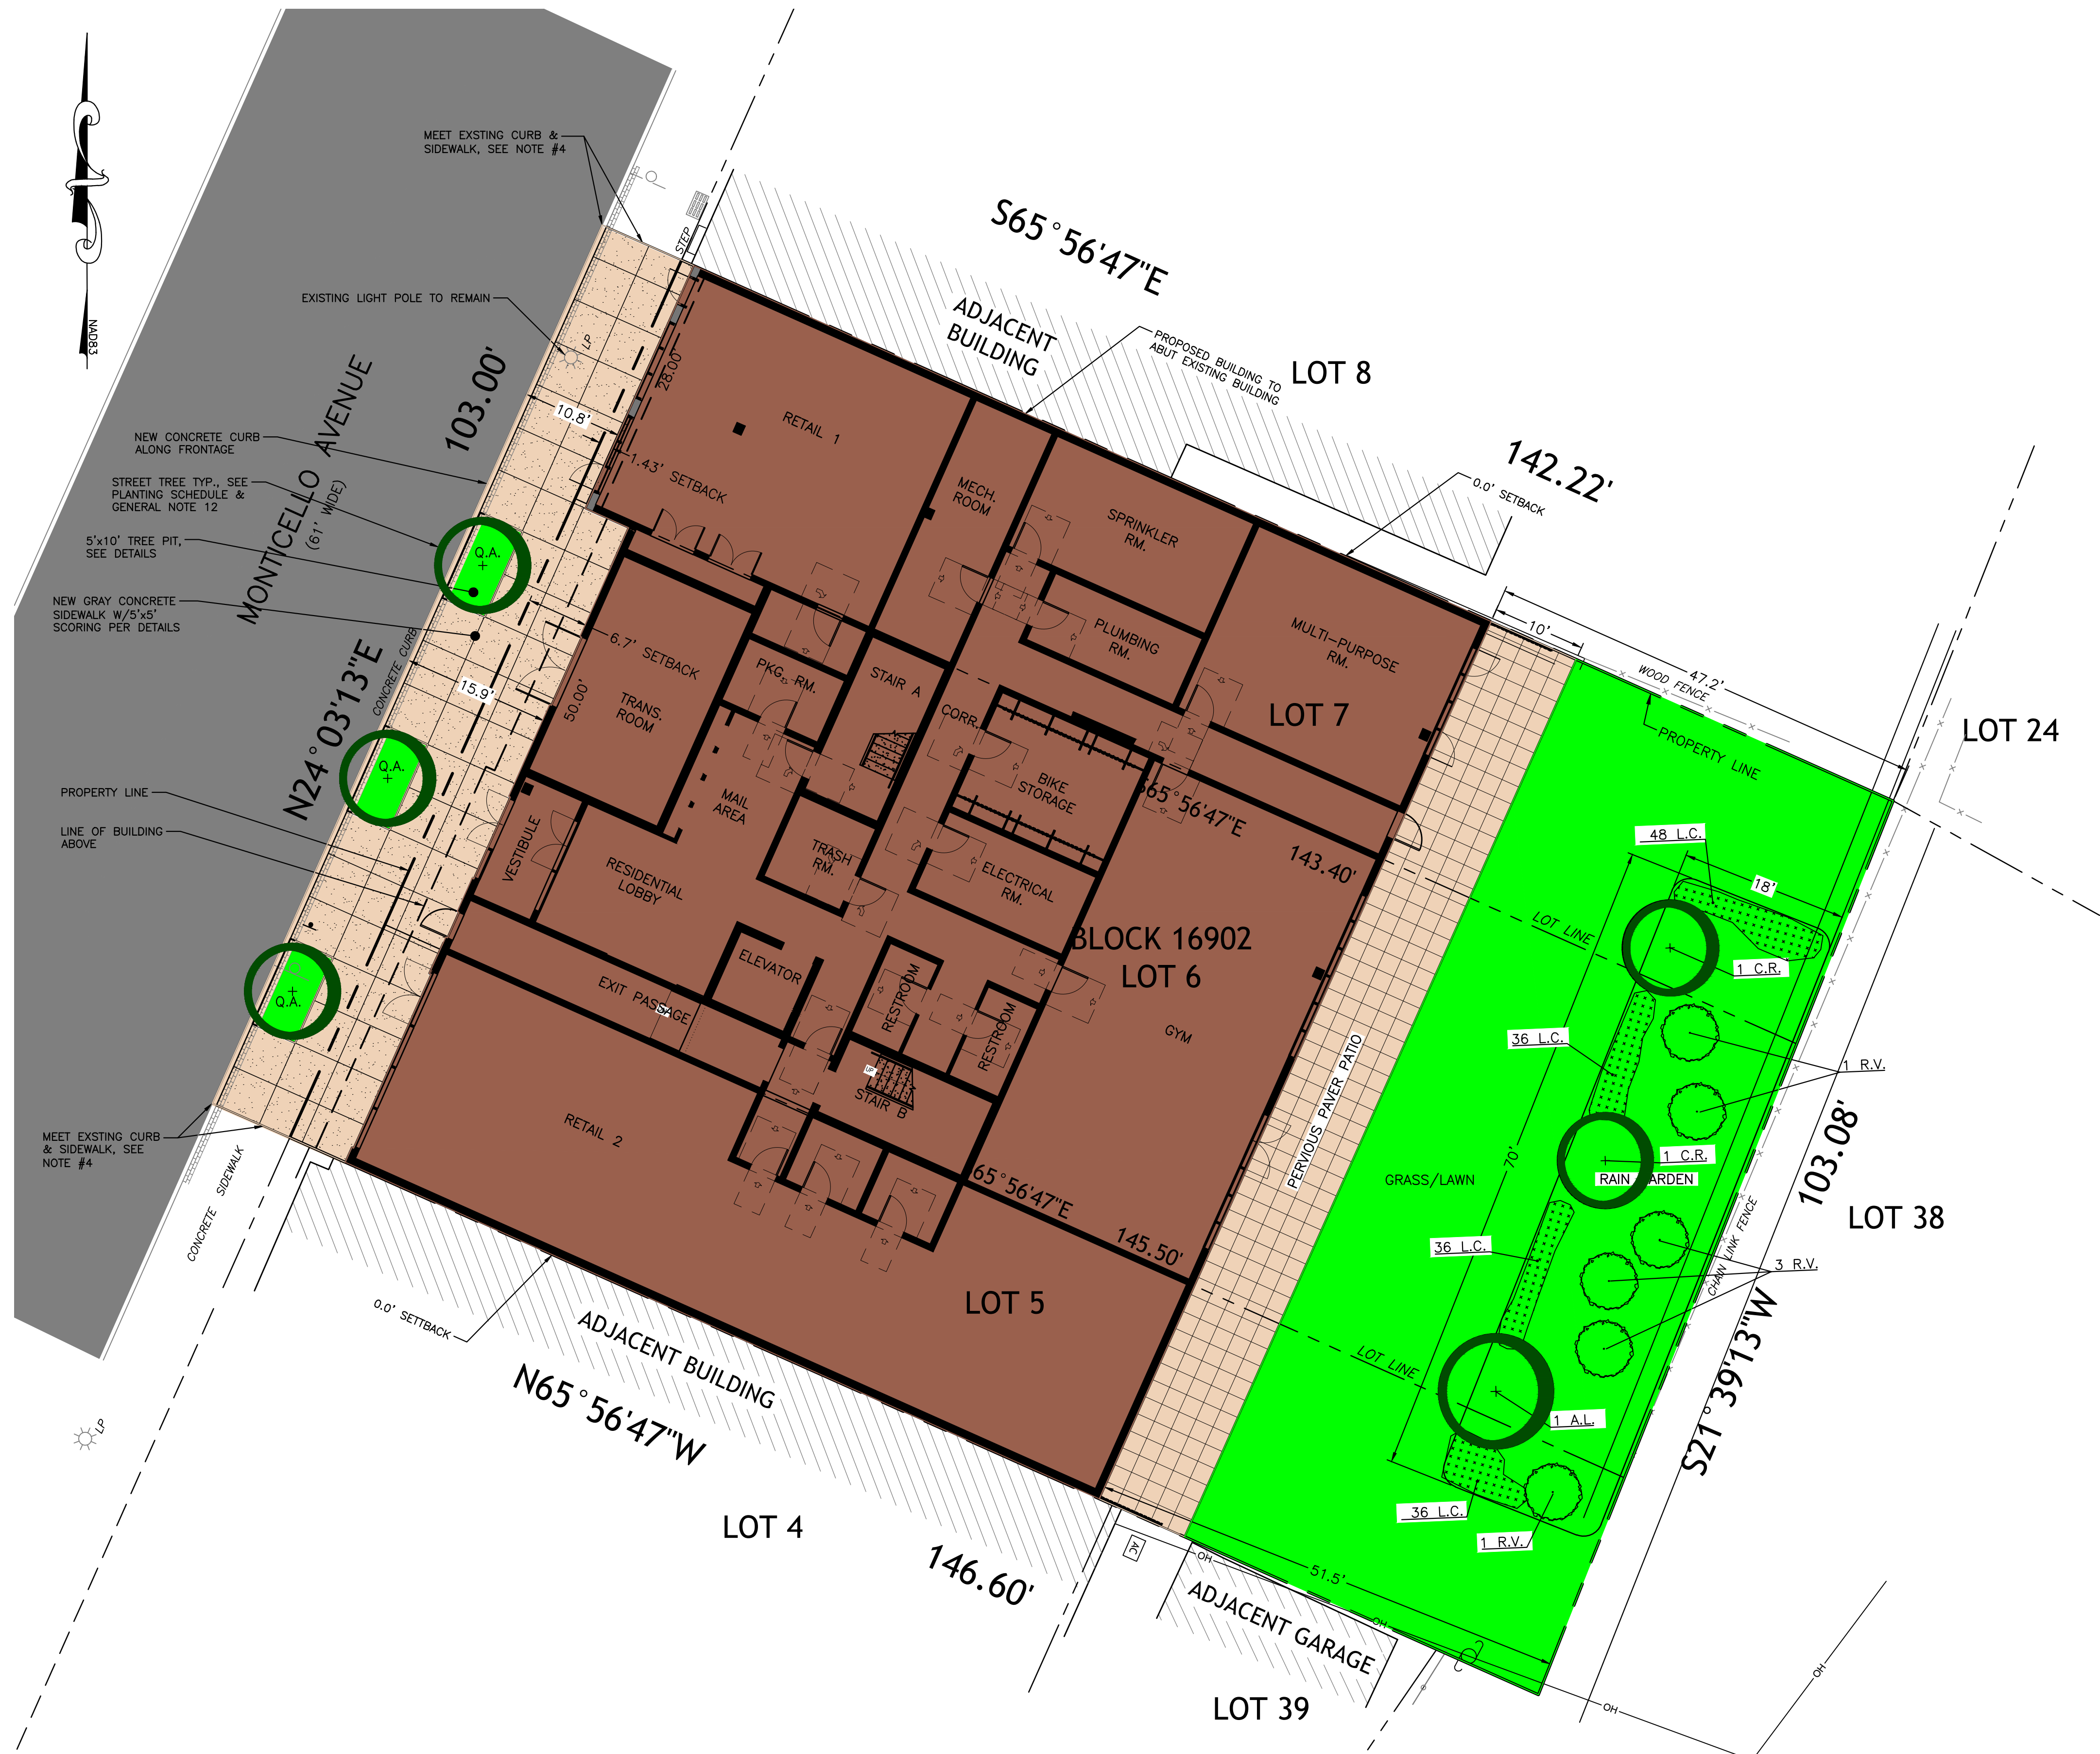 NAD83
MEET EXSTING CURB &
SIDEWALK, SEE NOTE #4
EXISTING LIGHT POLE TO REMAIN
NEW CONCRETE CURB
ALONG FRONTAGE
STREET TREE TYP., SEE
PLANTING SCHEDULE &
GENERAL NOTE 12
5'x10' TREE PIT,
SEE DETAILS
NEW GRAY CONCRETE
SIDEWALK W/5'x5'
SCORING PER DETAILS
PROPERTY LINE
LINE OF BUILDING
ABOVE
MEET EXSTING CURB
& SIDEWALK, SEE
NOTE #4
MONTICELLO AVENUE
(61' WIDE)
103.00'
N24°03'13"E
CONCRETE CURB
CONCRETE SIDEWALK
LP
LP
STEP
Q.A.
Q.A.
Q.A.
10.8'
15.9'
28.00'
50.00'
1.43' SETBACK
6.7' SETBACK
S65°56'47"E
142.22'
ADJACENT
BUILDING
PROPOSED BUILDING TO
ABUT EXISTING BUILDING
LOT 8
0.0' SETBACK
RETAIL 1
MECH.
ROOM
SPRINKLER
RM.
PLUMBING
RM.
MULTI-PURPOSE
RM.
LOT 7
TRANS.
ROOM
PKG. RM.
STAIR A
CORR.
BIKE
STORAGE
S65°56'47"E
143.40'
MAIL
AREA
TRASH
RM.
ELECTRICAL
RM.
VESTIBULE
RESIDENTIAL
LOBBY
ELEVATOR
EXIT PASSAGE
RESTROOM
RESTROOM
UP
STAIR B
BLOCK 16902
LOT 6
GYM
RETAIL 2
65°56'47"E
145.50'
LOT 5
PERVIOUS PAVER PATIO
10'
47.2'
WOOD FENCE
PROPERTY LINE
LOT 24
48 L.C.
18'
LOT LINE
1 C.R.
36 L.C.
1 R.V.
70'
1 C.R.
RAIN GARDEN
GRASS/LAWN
103.08'
LOT 38
36 L.C.
3 R.V.
CHAIN LINK FENCE
S21°39'13"W
LOT LINE
1 A.L.
36 L.C.
1 R.V.
51.5'
0.0' SETTBACK
ADJACENT BUILDING
N65°56'47"W
146.60'
LOT 4
AC
OH
OH
OH
OH
ADJACENT GARAGE
LOT 39